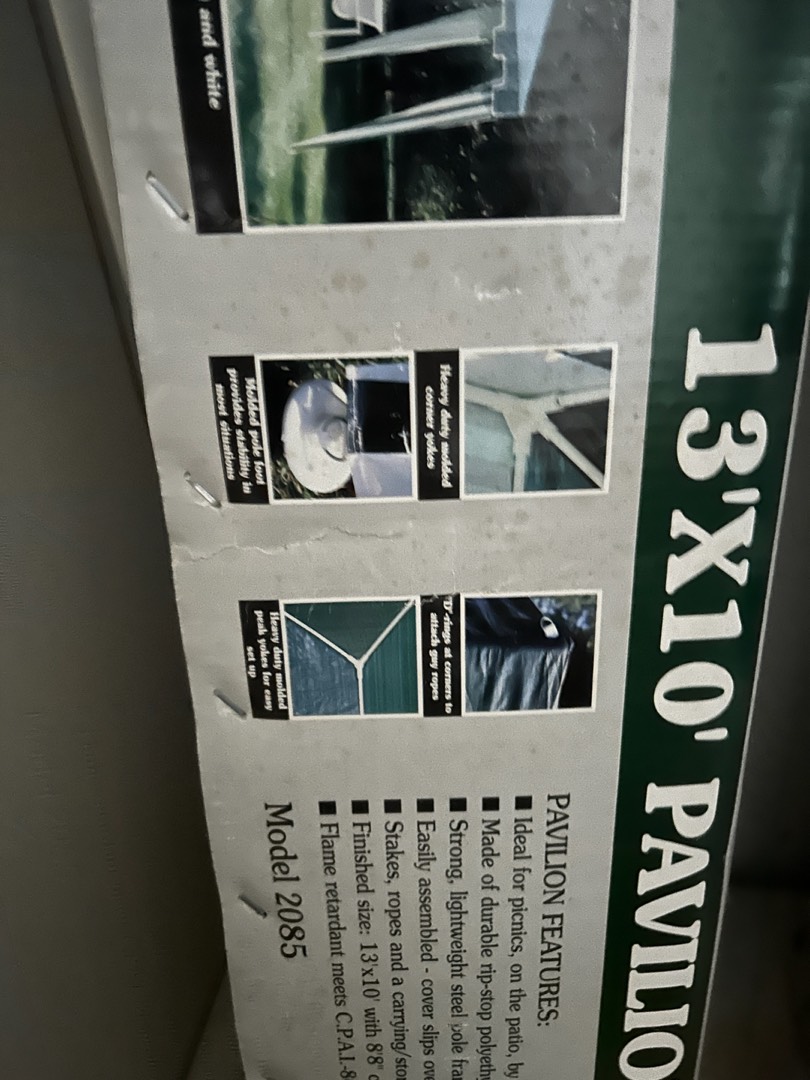 13'X10' PAVILIO
and white
Heavy duty molded
corner yokes
Molded pole foot
provides stability in
most situations
"D"-rings at corners to
attach guy ropes
Heavy duty molded
peak yokes for easy
set up
PAVILION FEATURES:
■ Ideal for picnics, on the patio, by
■ Made of durable rip-stop polyeth
■ Strong, lightweight steel pole fra
■ Easily assembled - cover slips ov
■ Stakes, ropes and a carrying/sto
■ Finished size: 13'x10' with 8'8"
■ Flame retardant meets C.P.A.I.-8
Model 2085